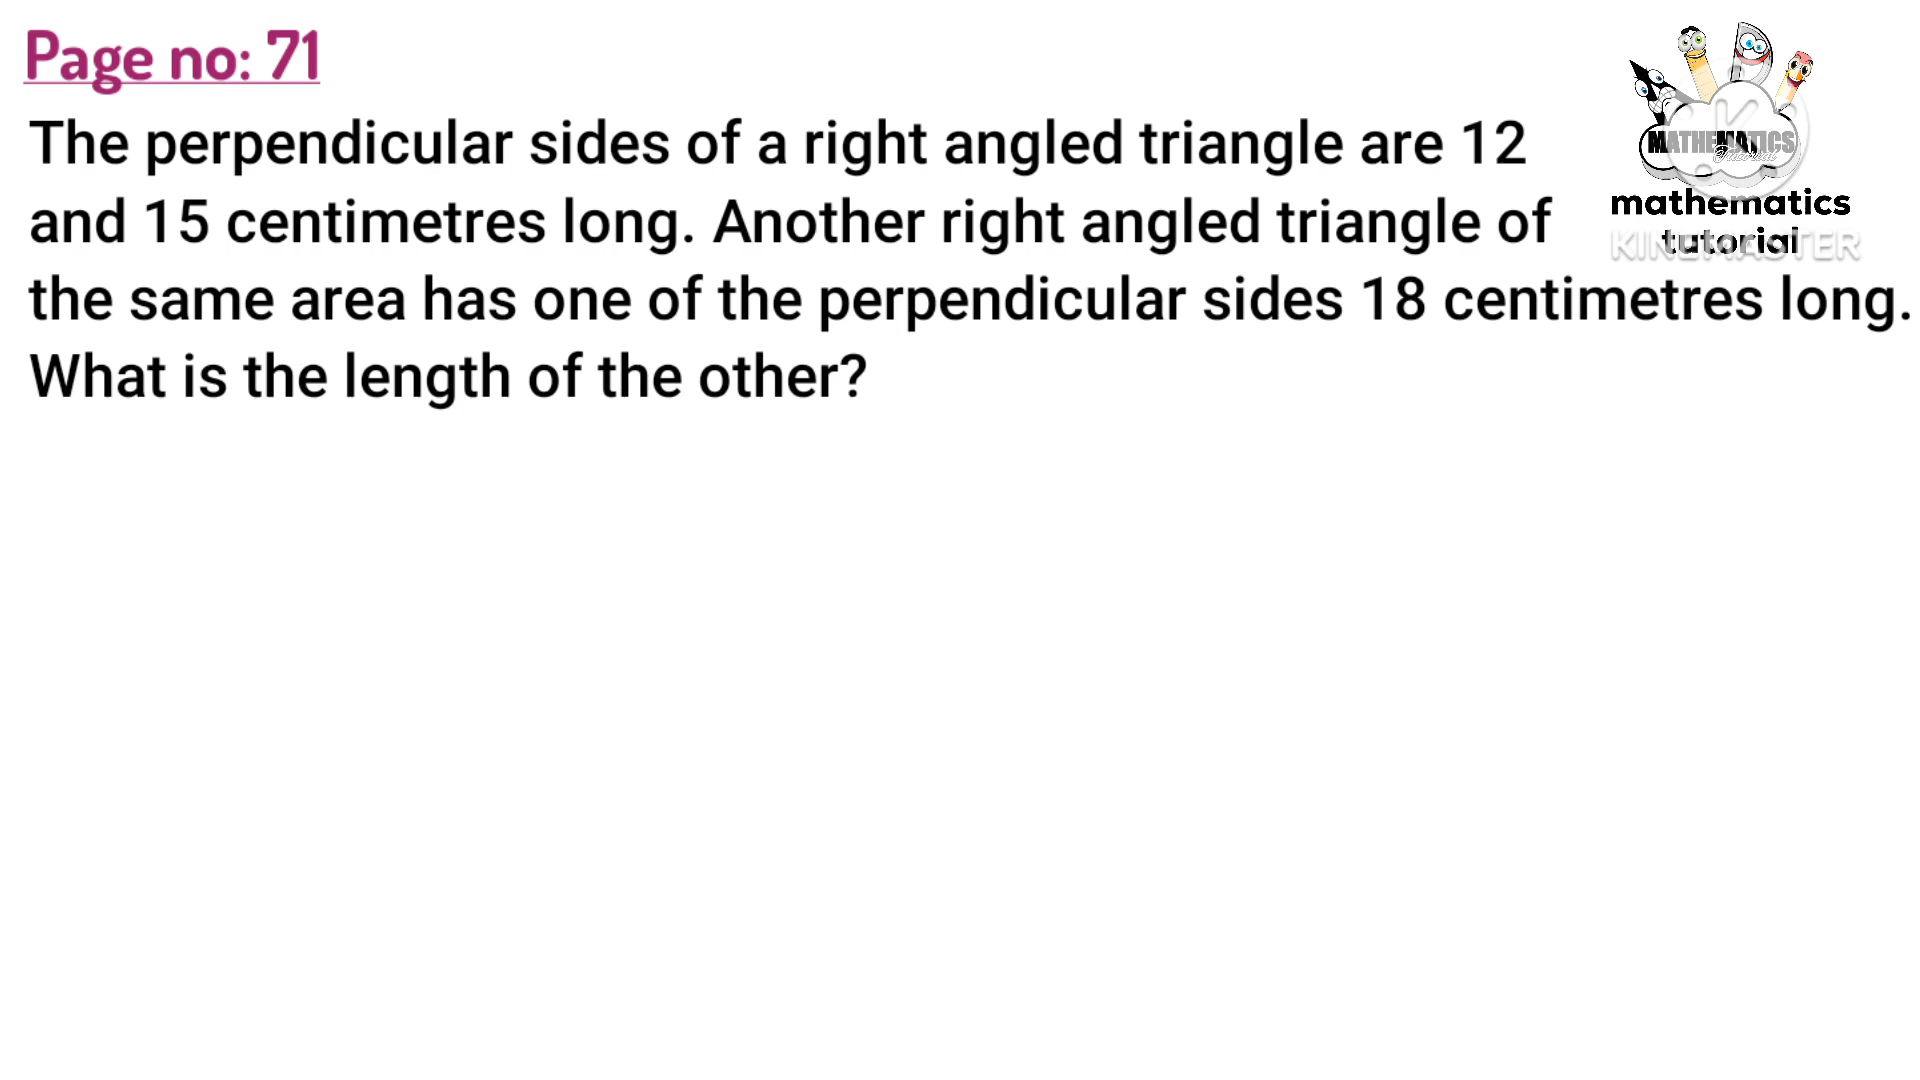 Page no: 71
The perpendicular sides of a right angled triangle are 12
and 15 centimetres long. Another right angled triangle of
the same area has one of the perpendicular sides 18 centimetres long.
What is the length of the other?
MATHEMATICS
Tutorial
mathematics
tutorial
KINEMASTER